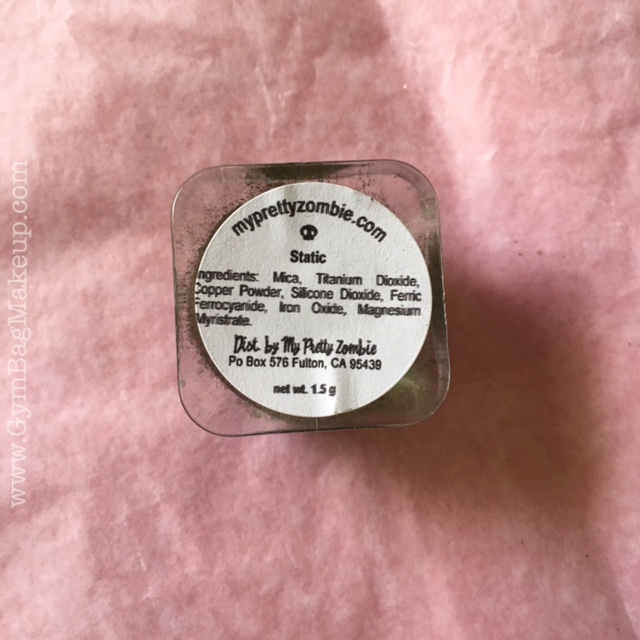 myprettyzombie.com
Static
ngredients: Mica, Titanium Dioxide,
Copper Powder, Silicone Dioxide, Ferric
Ferrocyanide, Iron Oxide, Magnesium
Myristrate.
Dist. by My Pretty Zombie
Po Box 576 Fulton, CA 95439
net wt. 1.5 g
www.GymBagMakeup.com